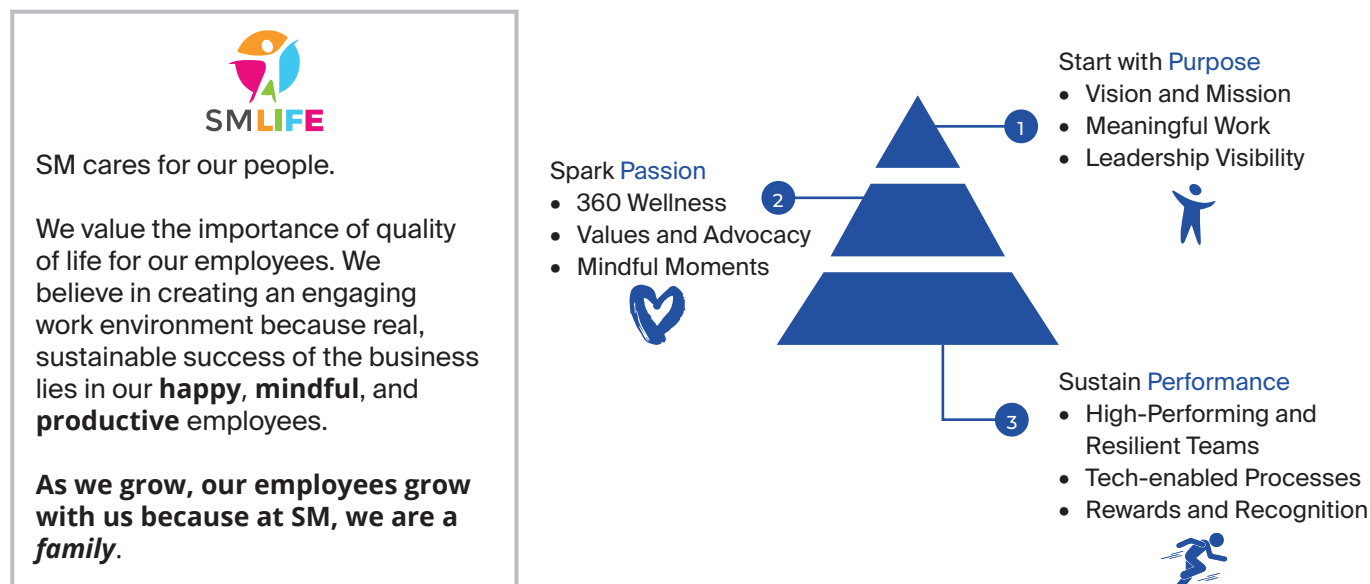 SMLIFE
SM cares for our people.
We value the importance of quality
of life for our employees. We
believe in creating an engaging
work environment because real,
sustainable success of the business
lies in our happy, mindful, and
productive employees.
As we grow, our employees grow
with us because at SM, we are a
family.
Start with Purpose
• Vision and Mission
• Meaningful Work
• Leadership Visibility
1
Spark Passion
• 360 Wellness
• Values and Advocacy
• Mindful Moments
2
Sustain Performance
• High-Performing and
Resilient Teams
• Tech-enabled Processes
• Rewards and Recognition
3